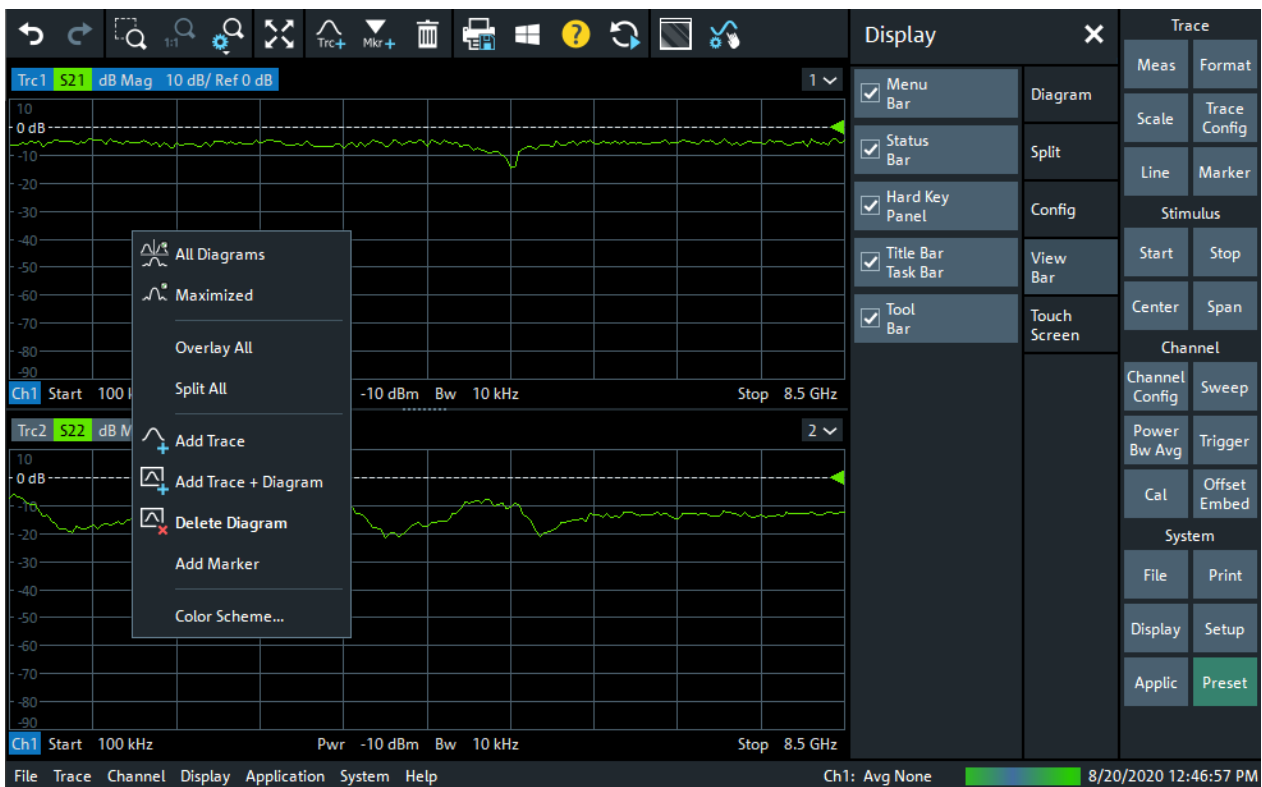 1:1 Trc+ Mkr+ ?
Trc1 S21 dB Mag 10 dB/ Ref 0 dB 1
10
0 dB
-10
-20
-30
-40
-50
-60
-70
-80
-90
Ch1 Start 100 -10 dBm Bw 10 kHz Stop 8.5 GHz
All Diagrams
Maximized
Overlay All
Split All
Add Trace
Add Trace + Diagram
Delete Diagram
Add Marker
Color Scheme...
Trc2 S22 dB M 2
10
0 dB
-10
-20
-30
-40
-50
-60
-70
-80
-90
Ch1 Start 100 kHz Pwr -10 dBm Bw 10 kHz Stop 8.5 GHz
File Trace Channel Display Application System Help Ch1: Avg None 8/20/2020 12:46:57 PM
Display
Menu
Bar
Status
Bar
Hard Key
Panel
Title Bar
Task Bar
Tool
Bar
Diagram
Split
Config
View
Bar
Touch
Screen
Trace
Meas Format
Scale Trace
Config
Line Marker
Stimulus
Start Stop
Center Span
Channel
Channel
Config Sweep
Power
Bw Avg Trigger
Cal Offset
Embed
System
File Print
Display Setup
Applic Preset